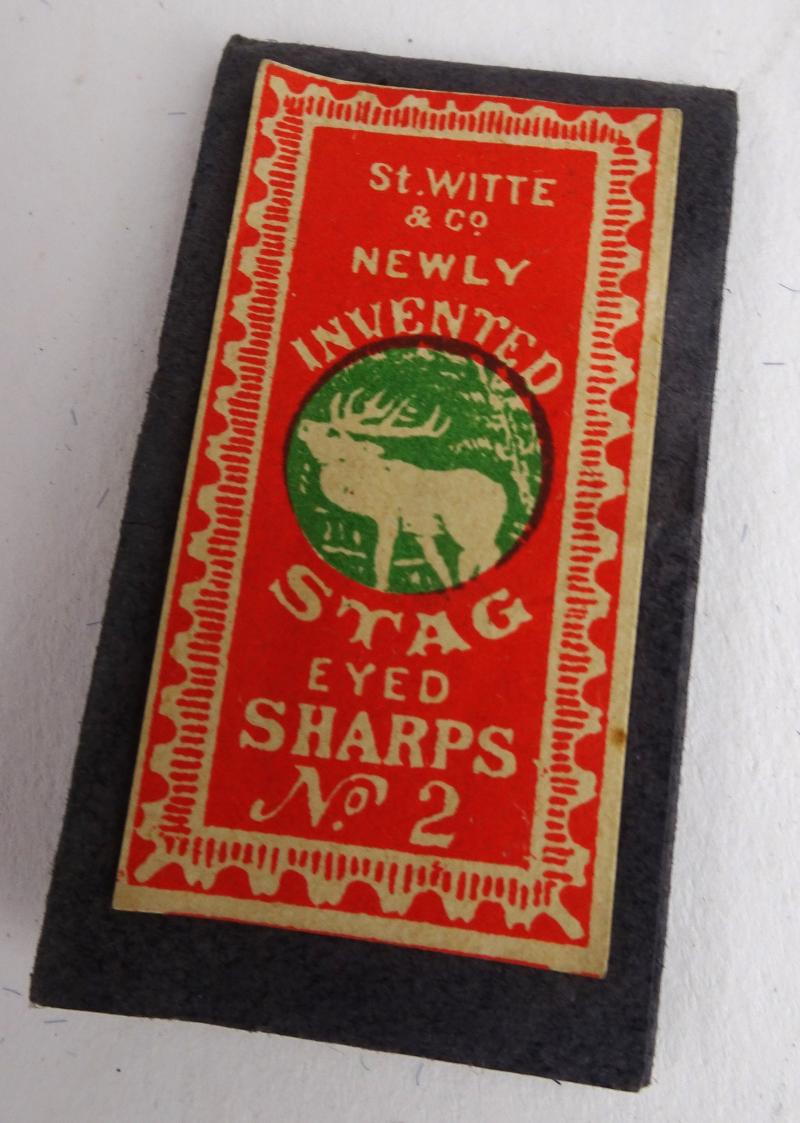 St. WITTE
& Co
NEWLY
INVENTED
STAG
EYED
SHARPS
No 2